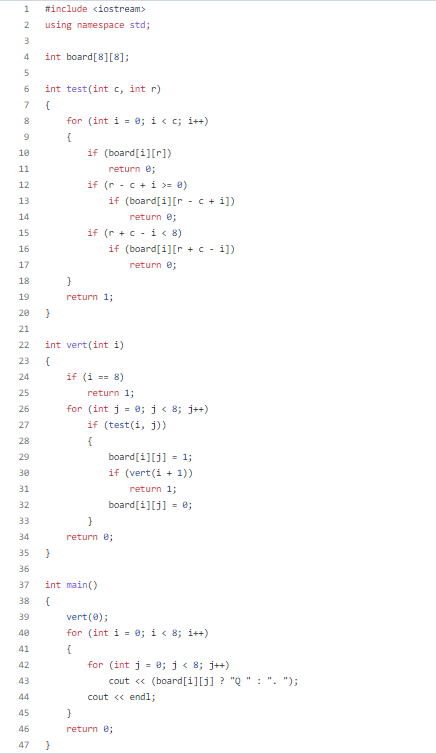 1 #include <iostream>
2 using namespace std;
3
4 int board[8][8];
5
6 int test(int c, int r)
7 {
8     for (int i = 0; i < c; i++)
9     {
10         if (board[i][r])
11             return 0;
12         if (r - c + i >= 0)
13             if (board[i][r - c + i])
14                 return 0;
15         if (r + c - i < 8)
16             if (board[i][r + c - i])
17                 return 0;
18     }
19     return 1;
20 }
21
22 int vert(int i)
23 {
24     if (i == 8)
25         return 1;
26     for (int j = 0; j < 8; j++)
27         if (test(i, j))
28         {
29             board[i][j] = 1;
30             if (vert(i + 1))
31                 return 1;
32             board[i][j] = 0;
33         }
34     return 0;
35 }
36
37 int main()
38 {
39     vert(0);
40     for (int i = 0; i < 8; i++)
41     {
42         for (int j = 0; j < 8; j++)
43             cout << (board[i][j] ? "Q " : ". ");
44         cout << endl;
45     }
46     return 0;
47 }